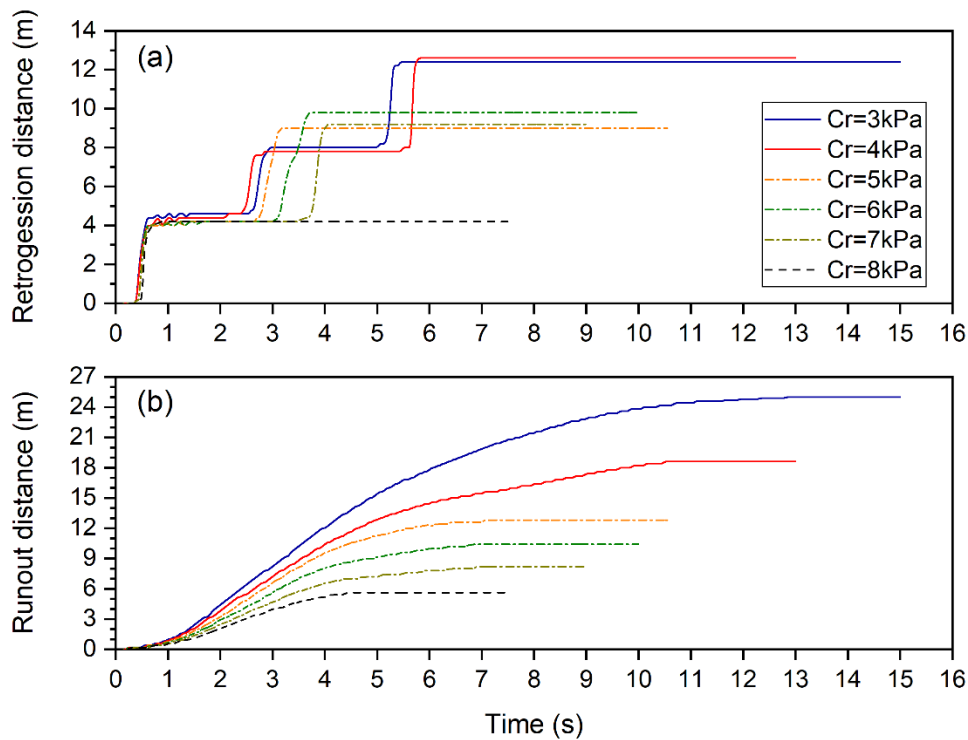 Retrogession distance (m)
14
12
10
8
6
4
2
0
(a)
Cr=3kPa
Cr=4kPa
Cr=5kPa
Cr=6kPa
Cr=7kPa
Cr=8kPa
0 1 2 3 4 5 6 7 8 9 10 11 12 13 14 15 16
Runout distance (m)
27
24
21
18
15
12
9
6
3
0
(b)
0 1 2 3 4 5 6 7 8 9 10 11 12 13 14 15 16
Time (s)